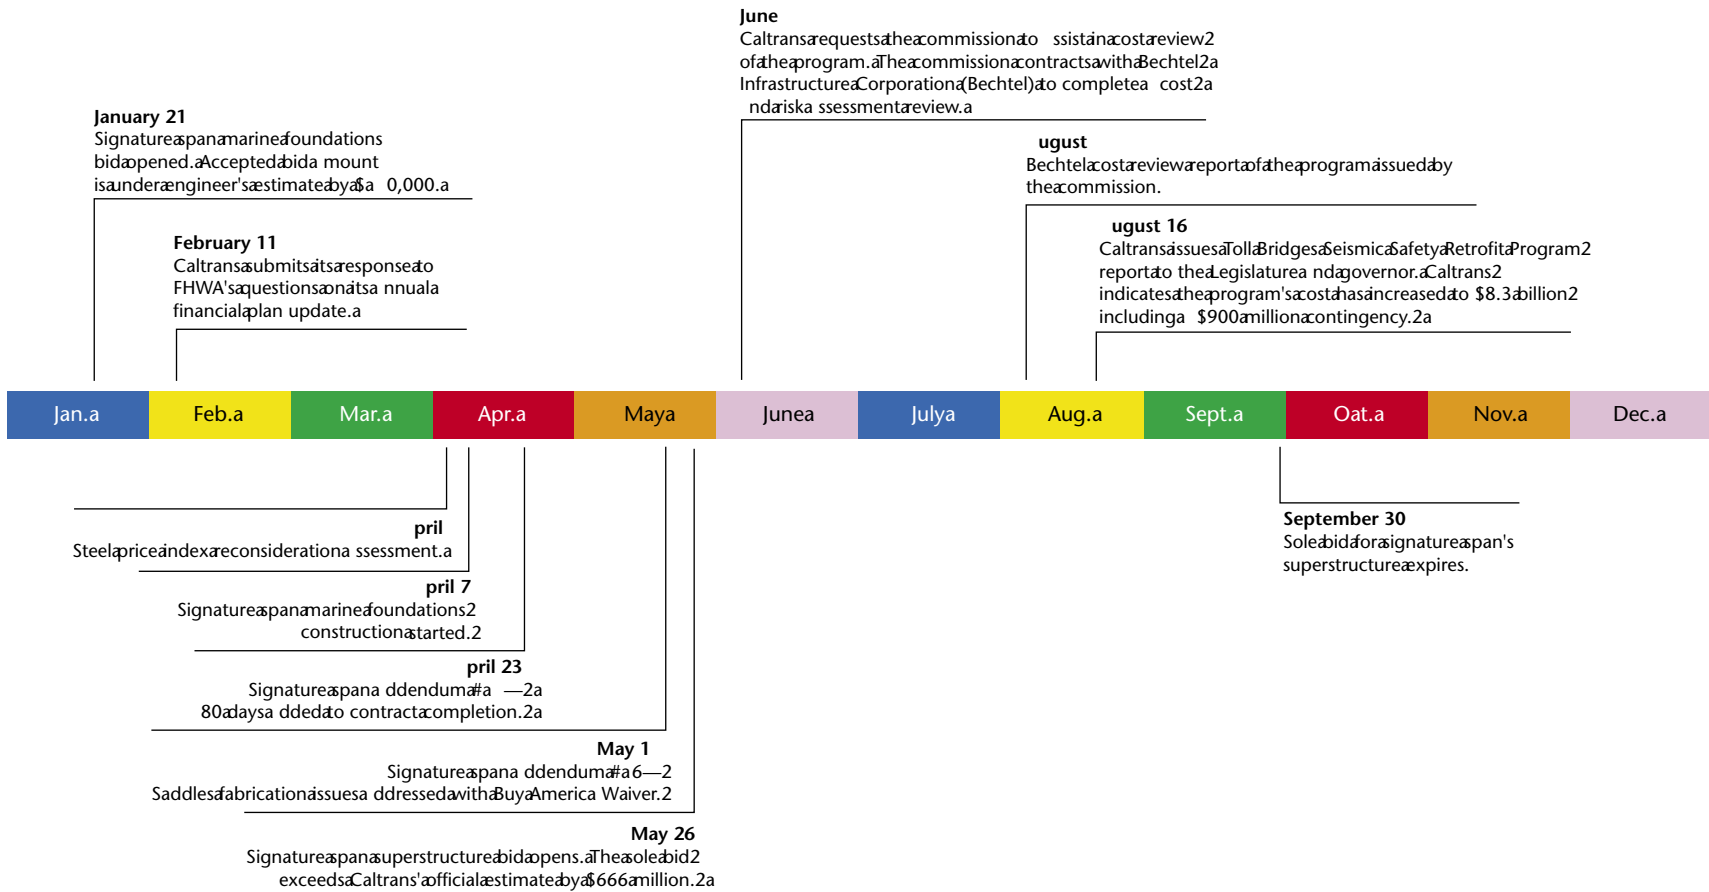 June
Caltransarequestsatheacommissionato ssistainacostareview2
ofatheaprogram.aTheacommissionacontractsawithaBechtel2a
InfrastructureaCorporationa(Bechtel)ato completea cost2a
ndariska ssessmentareview.a
January 21
Signatureaspanamarineafoundations
bidaopened.aAcceptedabida mount
isaunderaengineer'saestimateabya$a 0,000.a
ugust
Bechtelacostareviewareportaofatheaprogramaissuedaby
theacommission.
February 11
Caltransasubmitsaitsaresponseato
FHWA'saquestionsaonaitsa nnuala
financialaplan update.a
ugust 16
CaltransaissuesaTollaBridgesaSeismicaSafetyaRetrofitaProgram2
reportato theaLegislaturea ndagovernor.aCaltrans2
indicatesatheaprogram'sacostahasaincreasedato $8.3abillion2
includinga $900amillionacontingency.2a
Jan.a Feb.a Mar.a Apr.a Maya Junea Julya Aug.a Sept.a Oat.a Nov.a Dec.a
pril
Steelapriceaindexareconsiderationa ssessment.a
pril 7
Signatureaspanamarineafoundations2
constructionastarted.2
pril 23
Signatureaspana ddenduma#a —2a
80adaysa ddedato contractacompletion.2a
May 1
Signatureaspana ddenduma#a6—2
Saddlesafabricationaissuesa ddressedawithaBuyaAmerica Waiver.2
May 26
Signatureaspanasuperstructureabidaopens.aTheasoleabid2
exceedsaCaltrans'aofficialaestimateabya$666amillion.2a
September 30
Soleabidaforasignatureaspan's
superstructureaexpires.